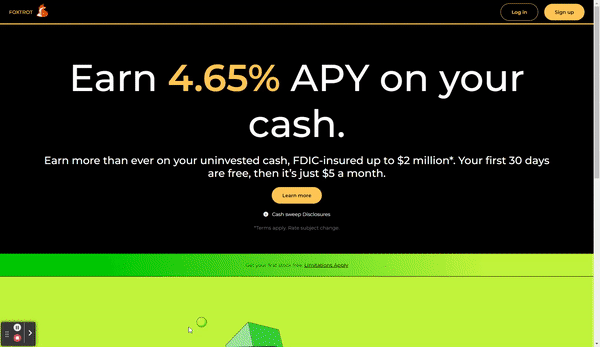 FOXTROT
Log in
Sign up
Earn 4.65% APY on your
cash.
Earn more than ever on your uninvested cash, FDIC-insured up to $2 million*. Your first 30 days
are free, then it's just $5 a month.
Learn more
Cash sweep Disclosures
*Terms apply. Rate subject change.
Get your first stock free. Limitations Apply